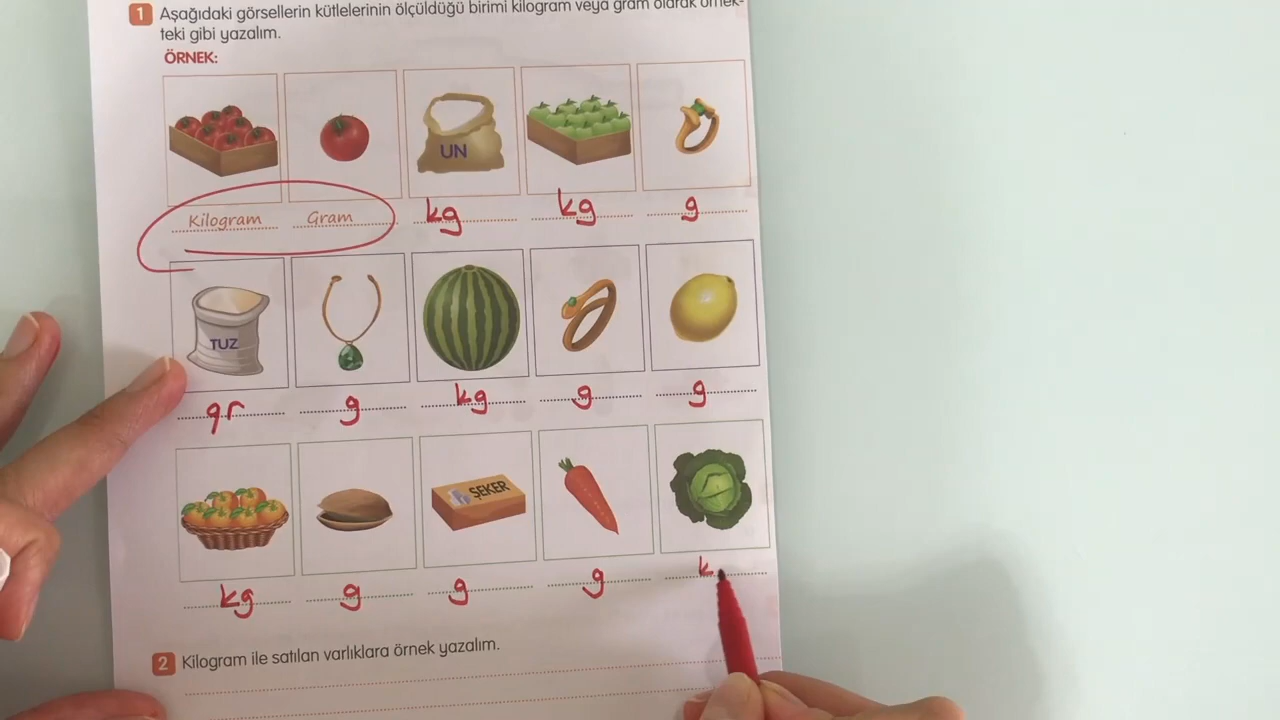 1 Aşağıdaki görsellerin kütlelerinin ölçüldüğü birimi kilogram veya gram olarak örnek-
teki gibi yazalım.
ÖRNEK:
UN
Kilogram Gram kg kg g
TUZ
gr g kg g g
ŞEKER
kg g g g k
2 Kilogram ile satılan varlıklara örnek yazalım.